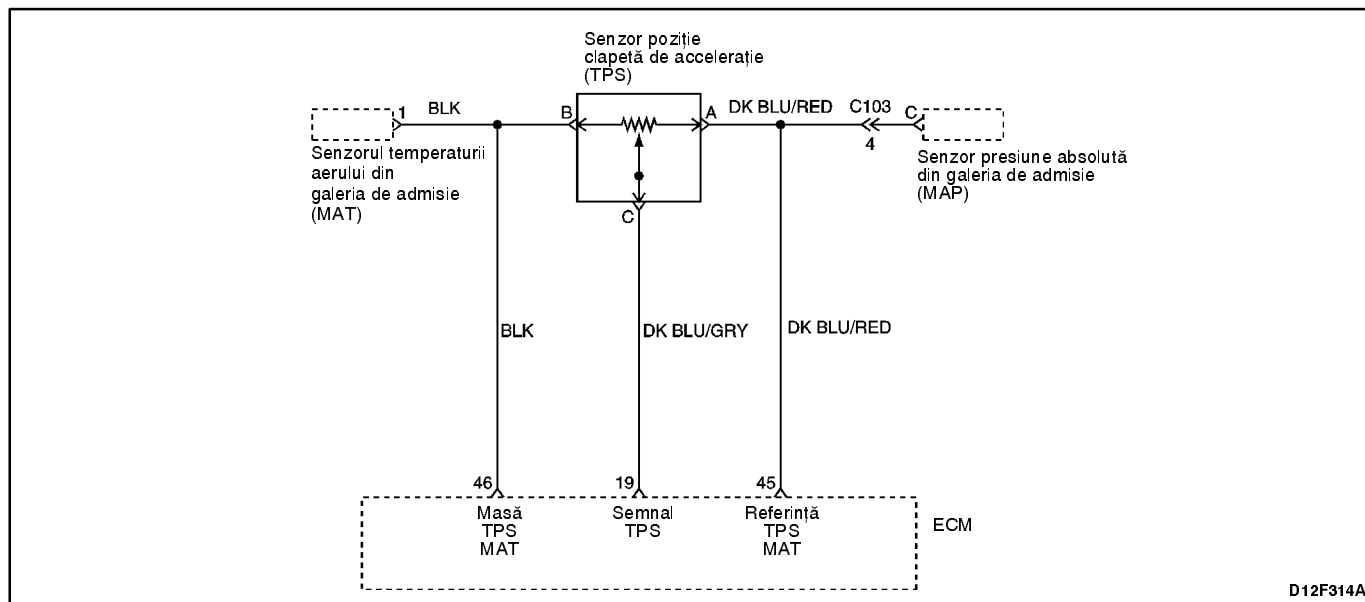 Senzor poziție
clapetă de accelerație
(TPS)
1
BLK
B
A
DK BLU/RED
C103
C
4
Senzorul temperaturii
aerului din
galeria de admisie
(MAT)
C
Senzor presiune absolută
din galeria de admisie
(MAP)
BLK
DK BLU/GRY
DK BLU/RED
46
19
45
Masă
TPS
MAT
Semnal
TPS
Referință
TPS
MAT
ECM
D12F314A